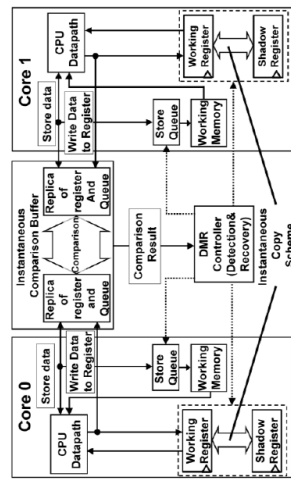 Core 0
Instantaneous
Comparison Buffer
Core 1
CPU
Datapath
Store data
Write Data
to Register
Replica
of
register
and
Queue
Comparison
Replica
of
register
And
Queue
Store data
Write Data
to Register
CPU
Datapath
Store
Queue
Working
Memory
Comparison
Result
Store
Queue
Working
Memory
Working
Register
Shadow
Register
DMR
Controller
(Detection&
Recovery)
Instantaneous
Copy
Scheme
Working
Register
Shadow
Register